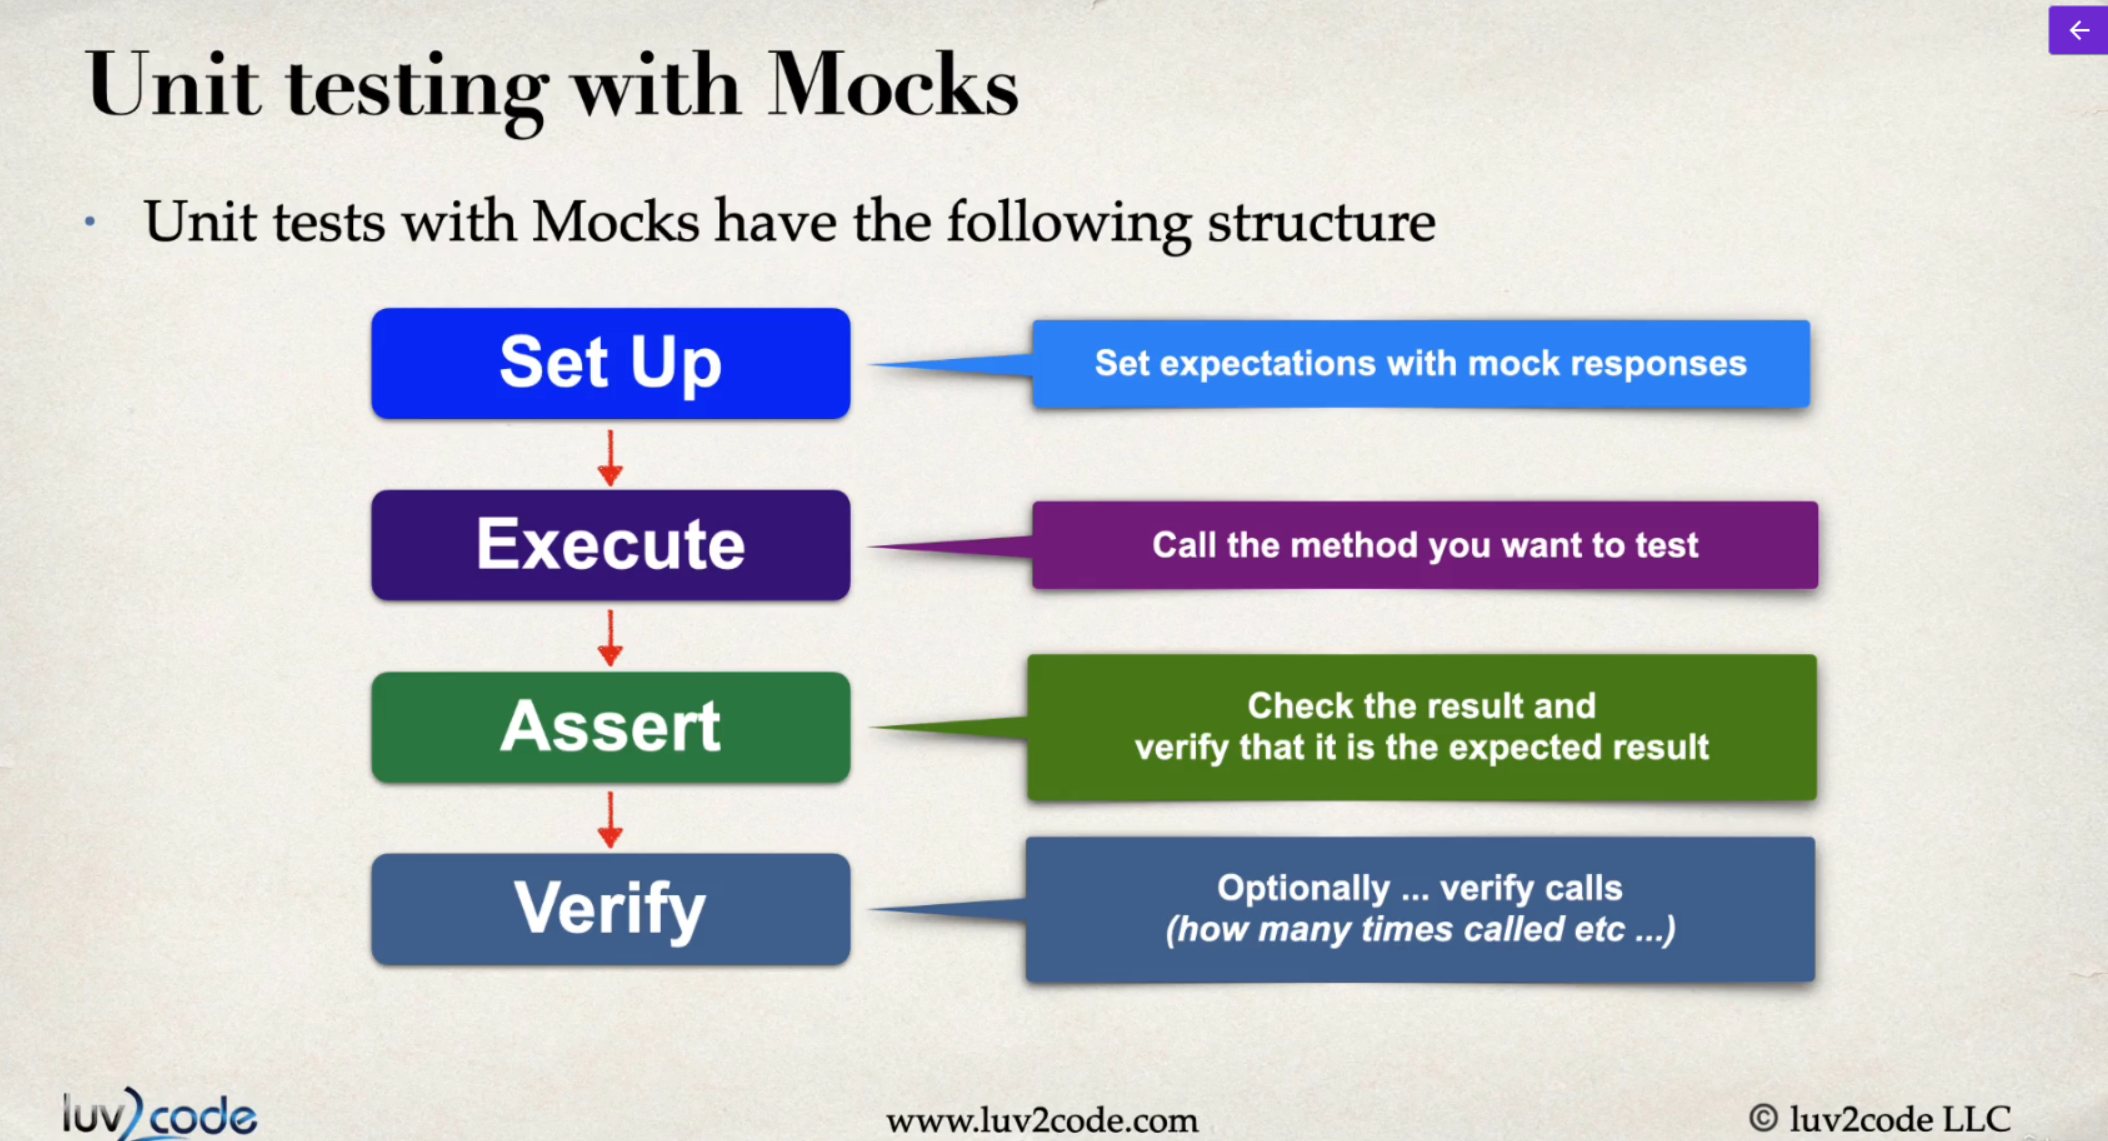 Unit testing with Mocks
• Unit tests with Mocks have the following structure
Set Up
Set expectations with mock responses
Execute
Call the method you want to test
Assert
Check the result and
verify that it is the expected result
Verify
Optionally ... verify calls
(how many times called etc ...)
luv2code
www.luv2code.com
© luv2code LLC